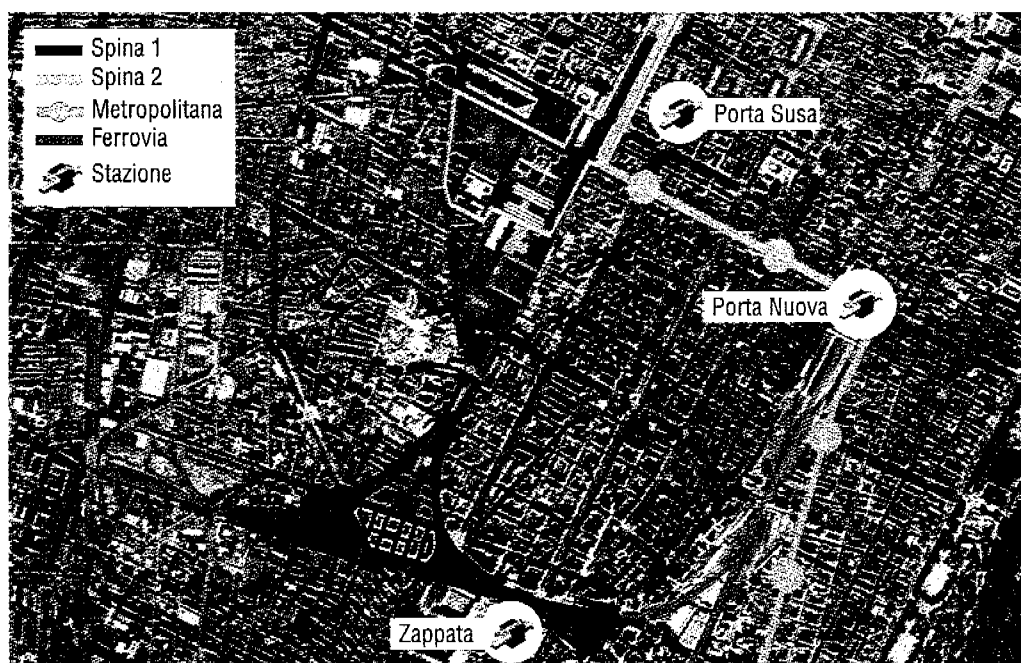 Spina 1
Spina 2
Metropolitana
Ferrovia
Stazione
Porta Susa
Porta Nuova
Zappata